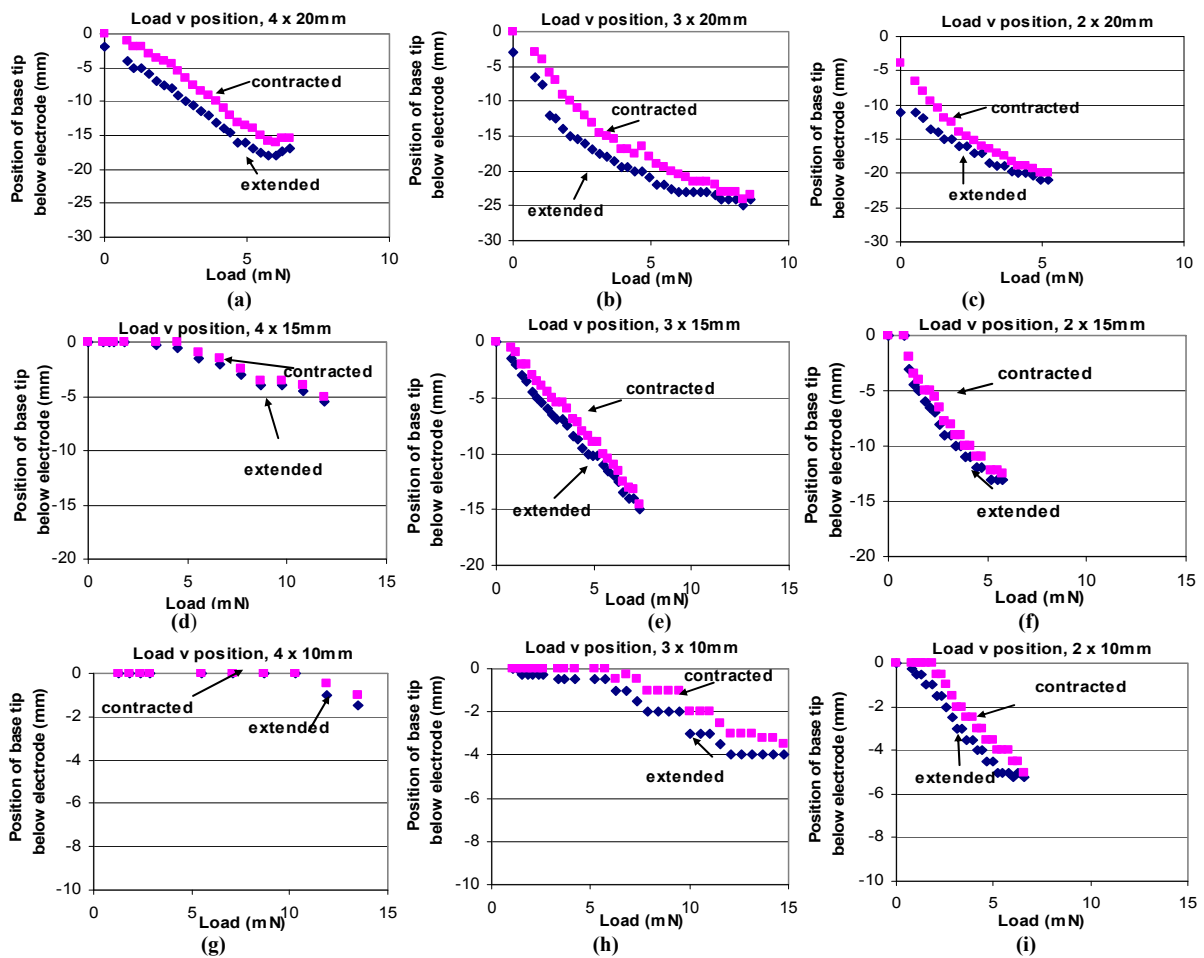 Load v position, 4 x 20mm
Position of base tip
below electrode (mm)
0
-5
-10
-15
-20
-25
-30
contracted
extended
0 5 10
Load (mN)
(a)
Load v position, 3 x 20mm
Position of base tip
below electrode (mm)
0
-5
-10
-15
-20
-25
-30
contracted
extended
0 2 4 6 8 10
Load (mN)
(b)
Load v position, 2 x 20mm
Position of base tip
below electrode (mm)
0
-5
-10
-15
-20
-25
-30
contracted
extended
0 5 10
Load (mN)
(c)
Load v position, 4 x 15mm
Position of base tip
below electrode (mm)
0
-5
-10
-15
-20
contracted
extended
0 5 10 15
Load (mN)
(d)
Load v position, 3 x 15mm
Position of base tip
below electrode (mm)
0
-5
-10
-15
-20
contracted
extended
0 5 10 15
Load (mN)
(e)
Load v position, 2 x 15mm
Position of base tip
below electrode (mm)
0
-5
-10
-15
-20
contracted
extended
0 5 10 15
Load (mN)
(f)
Load v position, 4 x 10mm
Position of base tip
below electrode (mm)
0
-2
-4
-6
-8
-10
contracted
extended
0 5 10 15
Load (mN)
(g)
Load v position, 3 x 10mm
Position of base tip
below electrode (mm)
0
-2
-4
-6
-8
-10
contracted
extended
0 5 10 15
Load (mN)
(h)
Load v position, 2 x 10mm
Position of base tip
below electrode (mm)
0
-2
-4
-6
-8
-10
contracted
extended
0 5 10 15
Load (mN)
(i)